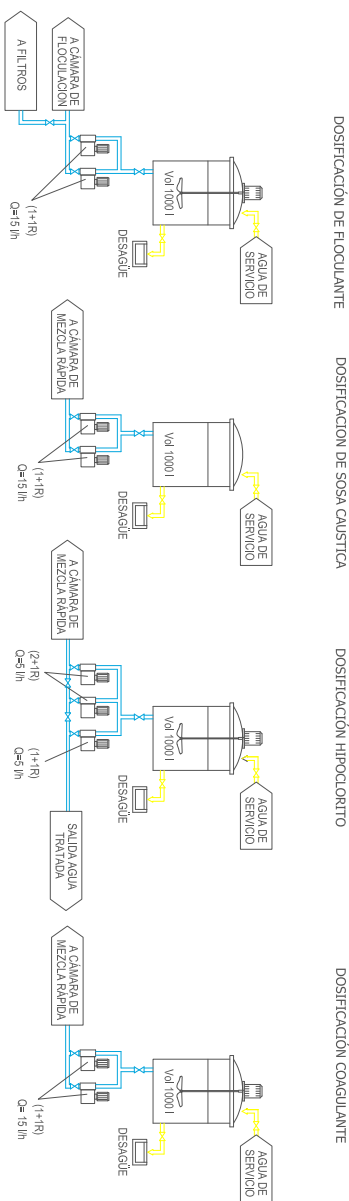 DOSIFICACIÓN DE FLOCULANTE
AGUA DE
SERVICIO
Vol 1000 l
DESAGÜE
A CÁMARA DE
FLOCULACION
A FILTROS
(1+1R)
Q=15 l/h
DOSIFICACION DE SOSA CAUSTICA
AGUA DE
SERVICIO
Vol 1000 l
DESAGÜE
A CÁMARA DE
MEZCLA RÁPIDA
(1+1R)
Q=15 l/h
DOSIFICACIÓN HIPOCLORITO
AGUA DE
SERVICIO
Vol 1000 l
DESAGÜE
A CÁMARA DE
MEZCLA RÁPIDA
(2+1R)
Q=5 l/h
(1+1R)
Q=5 l/h
SALIDA AGUA
TRATADA
DOSIFICACIÓN COAGULANTE
AGUA DE
SERVICIO
Vol 1000 l
DESAGÜE
A CÁMARA DE
MEZCLA RÁPIDA
(1+1R)
Q= 15 l/h